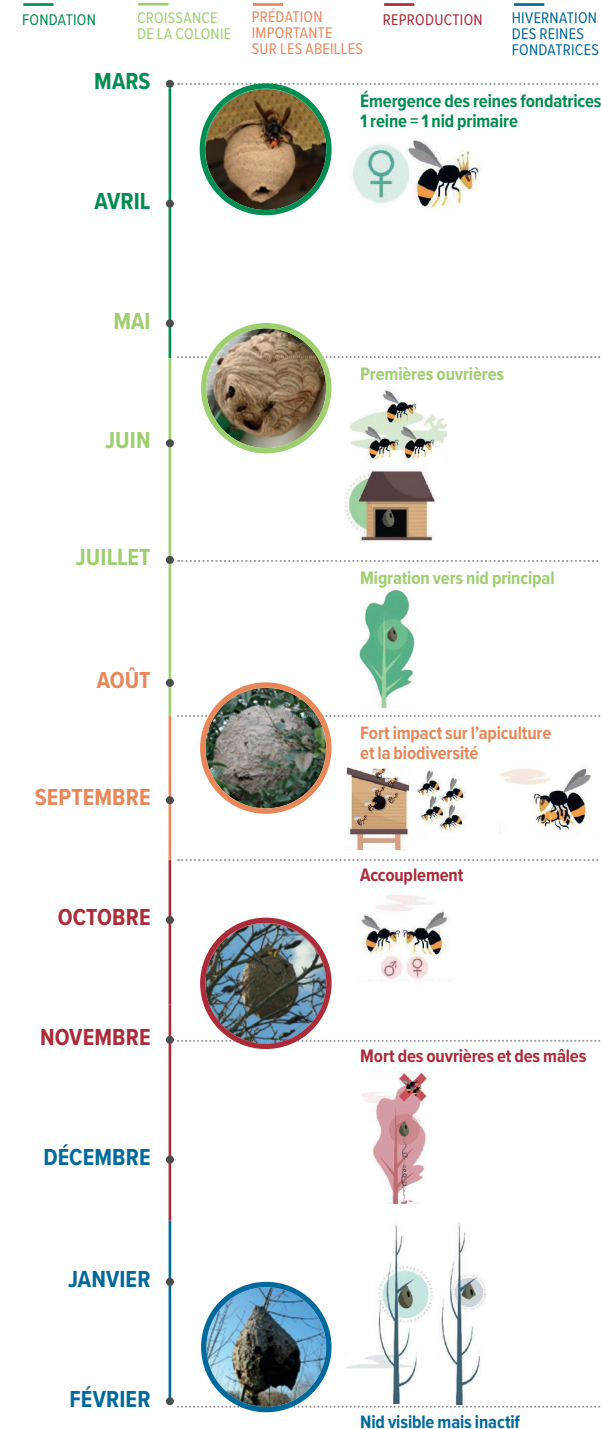 FONDATION
CROISSANCE
DE LA COLONIE
PRÉDATION
IMPORTANTE
SUR LES ABEILLES
REPRODUCTION
HIVERNATION
DES REINES
FONDATRICES
MARS
Émergence des reines fondatrices
1 reine = 1 nid primaire
AVRIL
MAI
Premières ouvrières
JUIN
JUILLET
Migration vers nid principal
AOÛT
Fort impact sur l'apiculture
et la biodiversité
SEPTEMBRE
Accouplement
OCTOBRE
NOVEMBRE
Mort des ouvrières et des mâles
DÉCEMBRE
JANVIER
FÉVRIER
Nid visible mais inactif